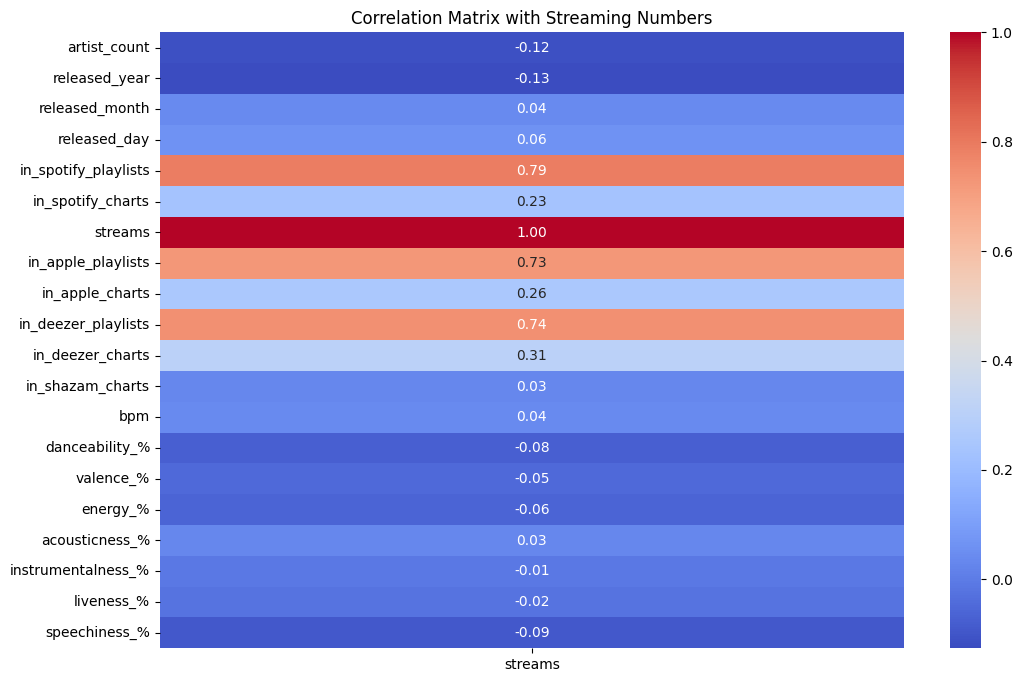 Correlation Matrix with Streaming Numbers
artist_count -0.12
released_year -0.13
released_month 0.04
released_day 0.06
in_spotify_playlists 0.79
in_spotify_charts 0.23
streams 1.00
in_apple_playlists 0.73
in_apple_charts 0.26
in_deezer_playlists 0.74
in_deezer_charts 0.31
in_shazam_charts 0.03
bpm 0.04
danceability_% -0.08
valence_% -0.05
energy_% -0.06
acousticness_% 0.03
instrumentalness_% -0.01
liveness_% -0.02
speechiness_% -0.09
streams
1.0
0.8
0.6
0.4
0.2
0.0